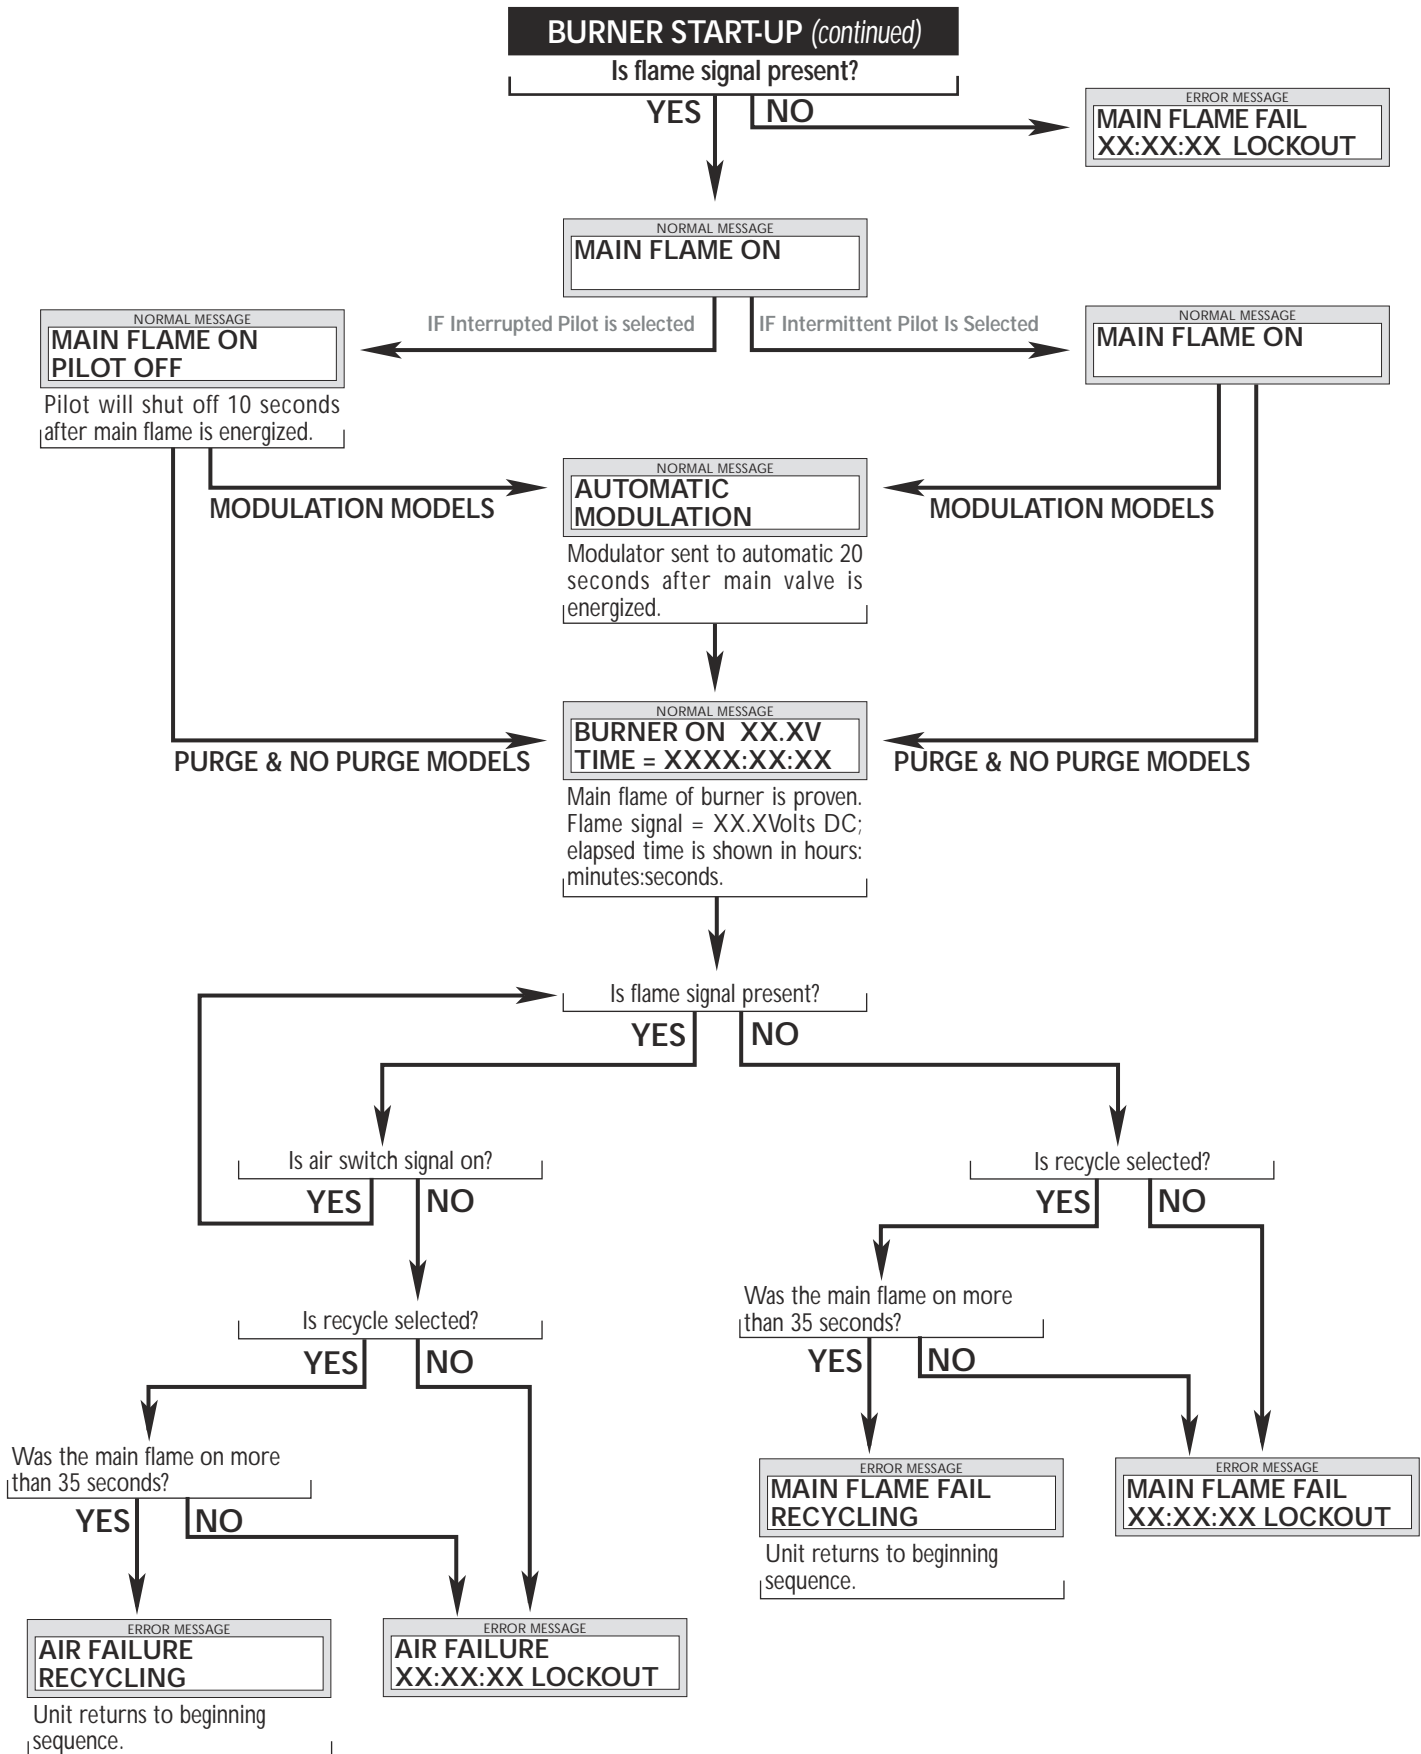 BURNER START-UP (continued)
Is flame signal present?
YES
NO
ERROR MESSAGE
MAIN FLAME FAIL
XX:XX:XX LOCKOUT
NORMAL MESSAGE
MAIN FLAME ON
IF Interrupted Pilot is selected
IF Intermittent Pilot Is Selected
NORMAL MESSAGE
MAIN FLAME ON
PILOT OFF
Pilot will shut off 10 seconds
after main flame is energized.
NORMAL MESSAGE
MAIN FLAME ON
MODULATION MODELS
NORMAL MESSAGE
AUTOMATIC
MODULATION
Modulator sent to automatic 20
seconds after main valve is
energized.
MODULATION MODELS
PURGE & NO PURGE MODELS
NORMAL MESSAGE
BURNER ON XX.XV
TIME = XXXX:XX:XX
Main flame of burner is proven.
Flame signal = XX.XVolts DC;
elapsed time is shown in hours:
minutes:seconds.
PURGE & NO PURGE MODELS
Is flame signal present?
YES
NO
Is air switch signal on?
YES
NO
Is recycle selected?
YES
NO
Was the main flame on more
than 35 seconds?
YES
NO
ERROR MESSAGE
AIR FAILURE
RECYCLING
Unit returns to beginning
sequence.
ERROR MESSAGE
AIR FAILURE
XX:XX:XX LOCKOUT
Is recycle selected?
YES
NO
Was the main flame on more
than 35 seconds?
YES
NO
ERROR MESSAGE
MAIN FLAME FAIL
RECYCLING
Unit returns to beginning
sequence.
ERROR MESSAGE
MAIN FLAME FAIL
XX:XX:XX LOCKOUT